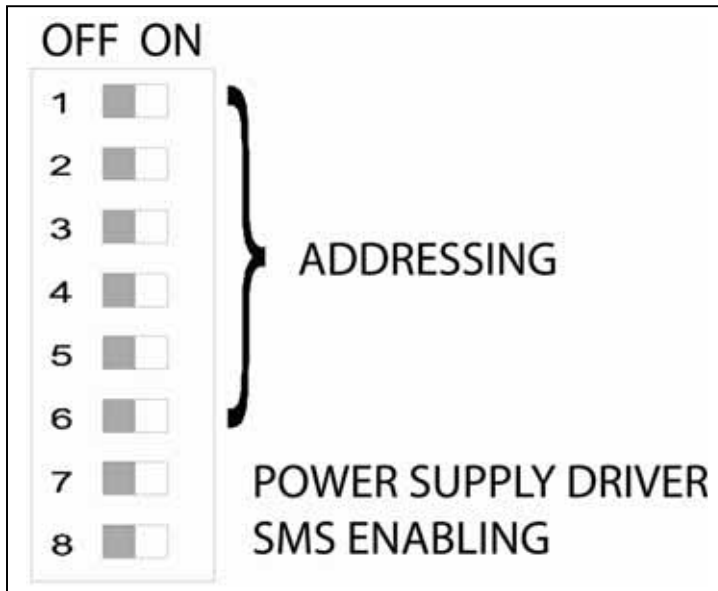 OFF ON
1
2
3
ADDRESSING
4
5
6
7 POWER SUPPLY DRIVER
8 SMS ENABLING